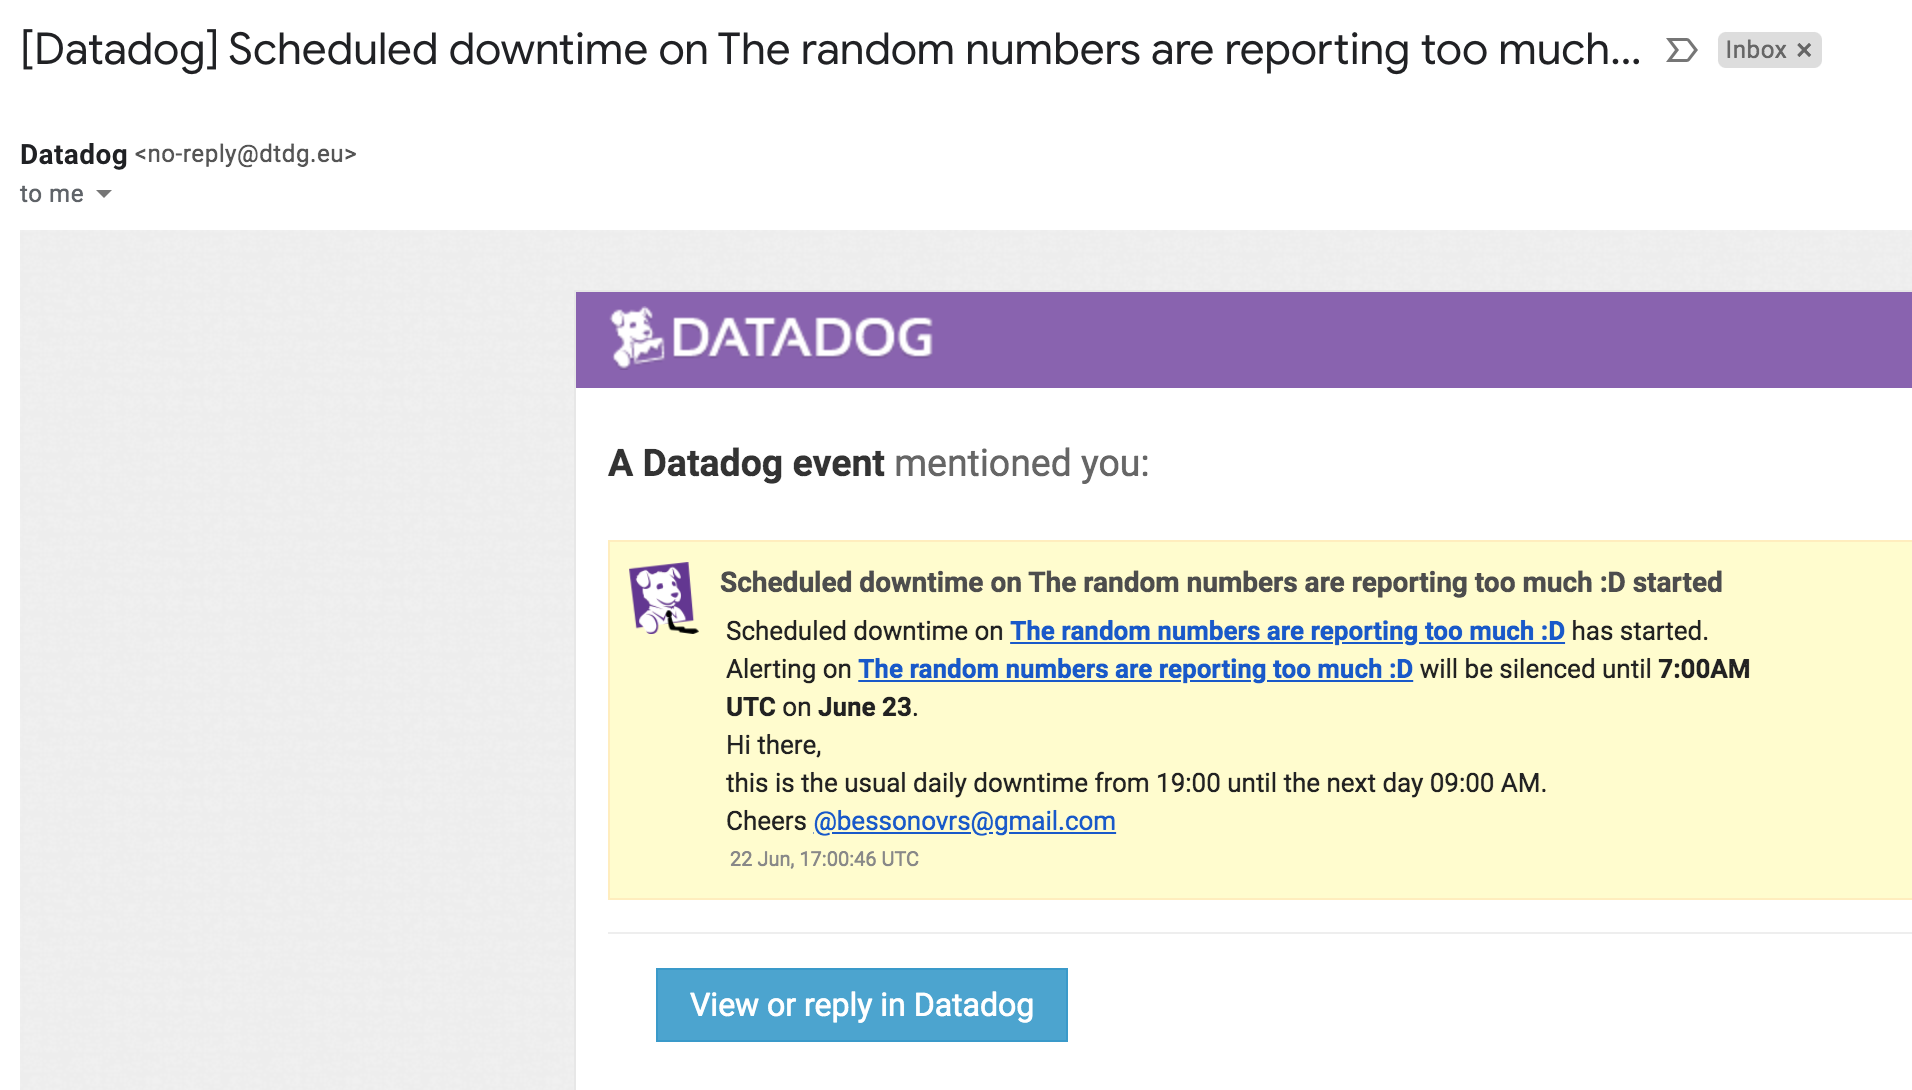 [Datadog] Scheduled downtime on The random numbers are reporting too much... Inbox ×
Datadog <no-reply@dtdg.eu>
to me
DATADOG
A Datadog event mentioned you:
Scheduled downtime on The random numbers are reporting too much :D started
Scheduled downtime on The random numbers are reporting too much :D has started.
Alerting on The random numbers are reporting too much :D will be silenced until 7:00AM
UTC on June 23.
Hi there,
this is the usual daily downtime from 19:00 until the next day 09:00 AM.
Cheers @bessonovrs@gmail.com
22 Jun, 17:00:46 UTC
View or reply in Datadog